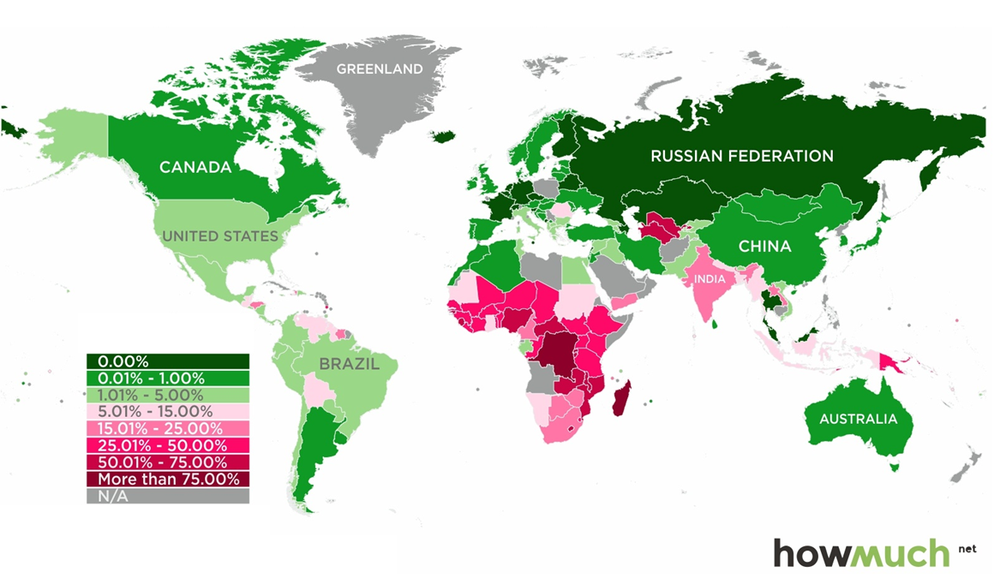 GREENLAND
CANADA
RUSSIAN FEDERATION
UNITED STATES
CHINA
INDIA
BRAZIL
AUSTRALIA
0.00%
0.01% - 1.00%
1.01% - 5.00%
5.01% - 15.00%
15.01% - 25.00%
25.01% - 50.00%
50.01% - 75.00%
More than 75.00%
N/A
howmuch net